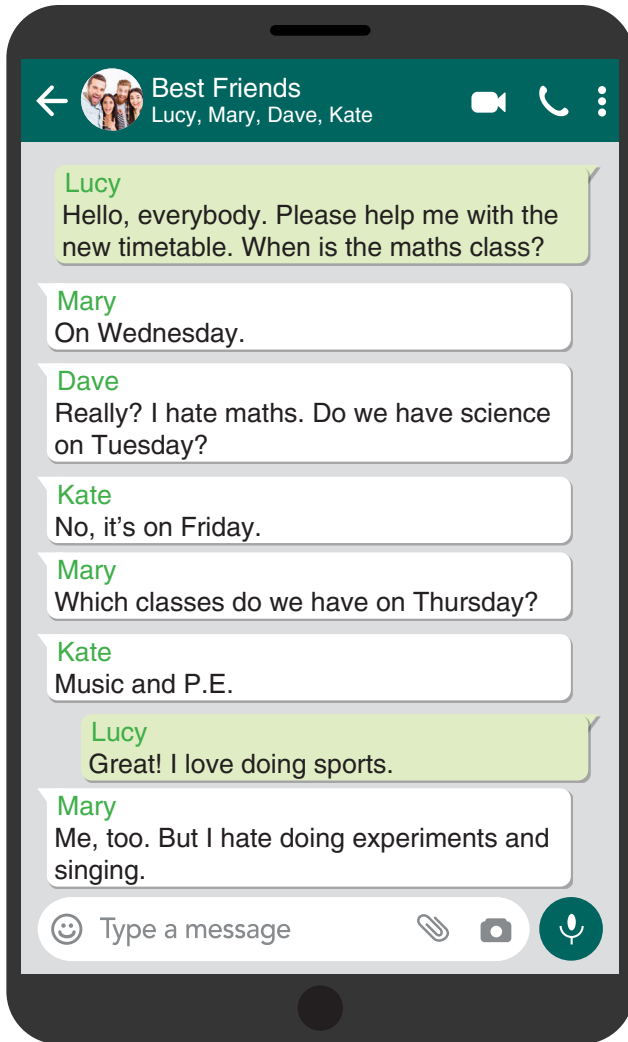 Best Friends
Lucy, Mary, Dave, Kate
Lucy
Hello, everybody. Please help me with the
new timetable. When is the maths class?
Mary
On Wednesday.
Dave
Really? I hate maths. Do we have science
on Tuesday?
Kate
No, it's on Friday.
Mary
Which classes do we have on Thursday?
Kate
Music and P.E.
Lucy
Great! I love doing sports.
Mary
Me, too. But I hate doing experiments and
singing.
Type a message